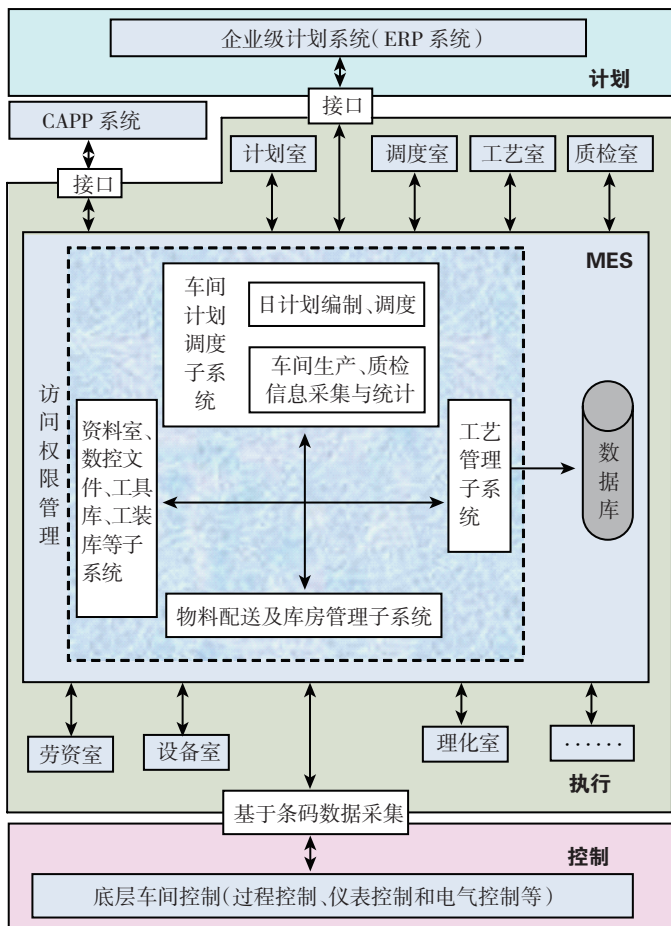 企业级计划系统(ERP系统)
计划
接口
CAPP系统
计划室
调度室
工艺室
质检室
接口
MES
访问权限管理
车间
计划
调度
子系
统
日计划编制、调度
车间生产、质检
信息采集与统计
资料室、
数控文
件、工具
库、工装
库等子
系统
工艺
管理
子系
统
数据库
物料配送及库房管理子系统
劳资室
设备室
理化室
……
执行
基于条码数据采集
控制
底层车间控制(过程控制、仪表控制和电气控制等)